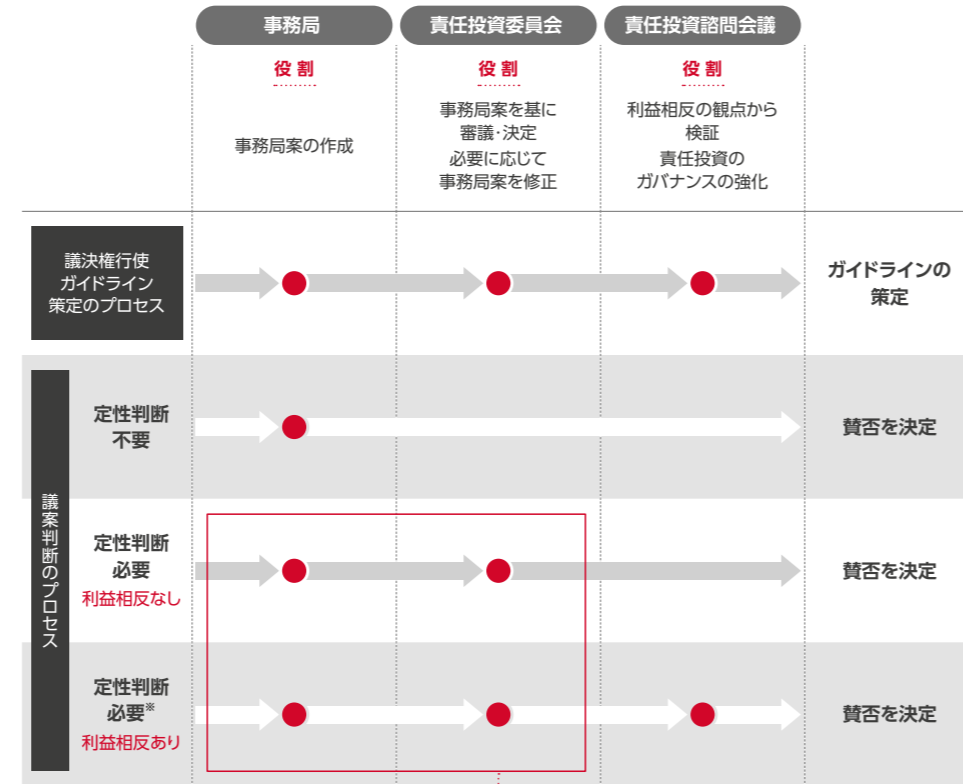 事務局
責任投資委員会
責任投資諮問会議
役割
役割
役割
事務局案の作成
事務局案を基に
審議・決定
必要に応じて
事務局案を修正
利益相反の観点から
検証
責任投資の
ガバナンスの強化
議決権行使
ガイドライン
策定のプロセス
ガイドラインの
策定
議案判断のプロセス
定性判断
不要
賛否を決定
定性判断
必要
利益相反なし
賛否を決定
定性判断
必要※
利益相反あり
賛否を決定